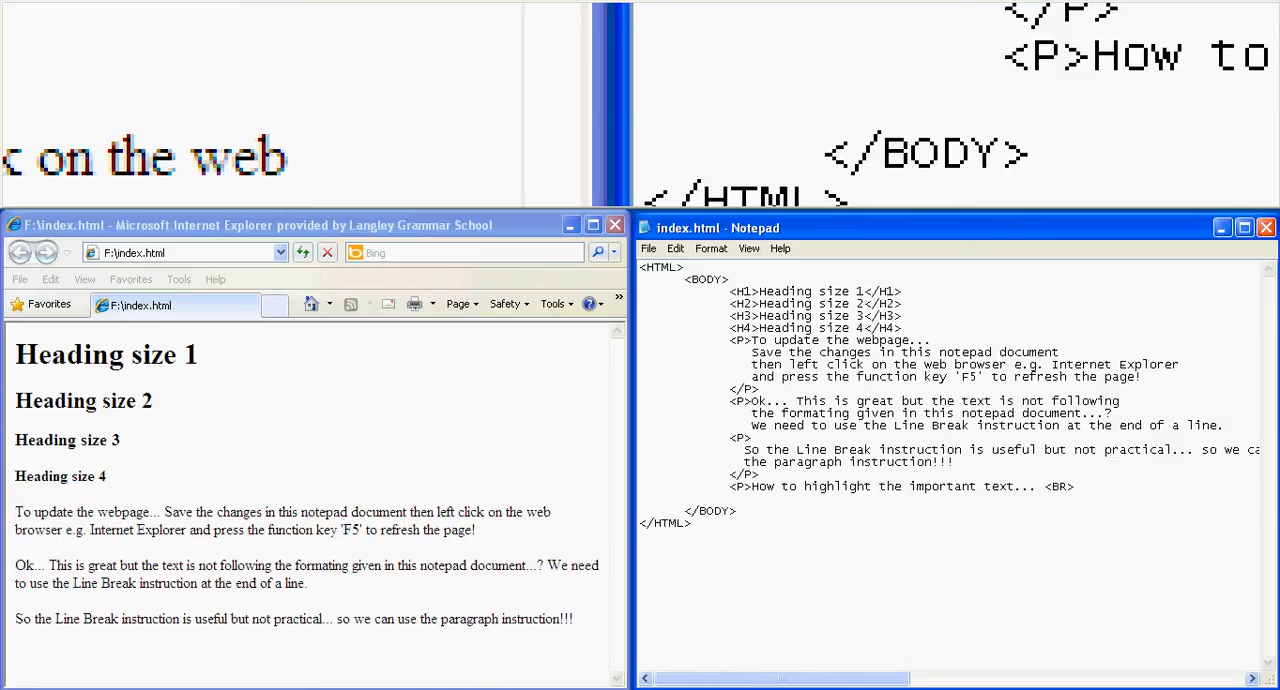 </P>
<P>How to
on the web
</BODY>
</HTML>
F:\index.html - Microsoft Internet Explorer provided by Langley Grammar School
F:\index.html
Bing
File Edit View Favorites Tools Help
Favorites
F:\index.html
Page Safety Tools
Heading size 1
Heading size 2
Heading size 3
Heading size 4
To update the webpage... Save the changes in this notepad document then left click on the web
browser e.g. Internet Explorer and press the function key 'F5' to refresh the page!
Ok... This is great but the text is not following the formating given in this notepad document...? We need
to use the Line Break instruction at the end of a line.
So the Line Break instruction is useful but not practical... so we can use the paragraph instruction!!!
index.html - Notepad
File Edit Format View Help
<HTML>
<BODY>
<H1>Heading size 1</H1>
<H2>Heading size 2</H2>
<H3>Heading size 3</H3>
<H4>Heading size 4</H4>
<P>To update the webpage...
Save the changes in this notepad document
then left click on the web browser e.g. Internet Explorer
and press the function key 'F5' to refresh the page!
</P>
<P>Ok... This is great but the text is not following
the formating given in this notepad document...?
We need to use the Line Break instruction at the end of a line.
<P>
So the Line Break instruction is useful but not practical... so we ca
the paragraph instruction!!!
</P>
<P>How to highlight the important text... <BR>
</BODY>
</HTML>